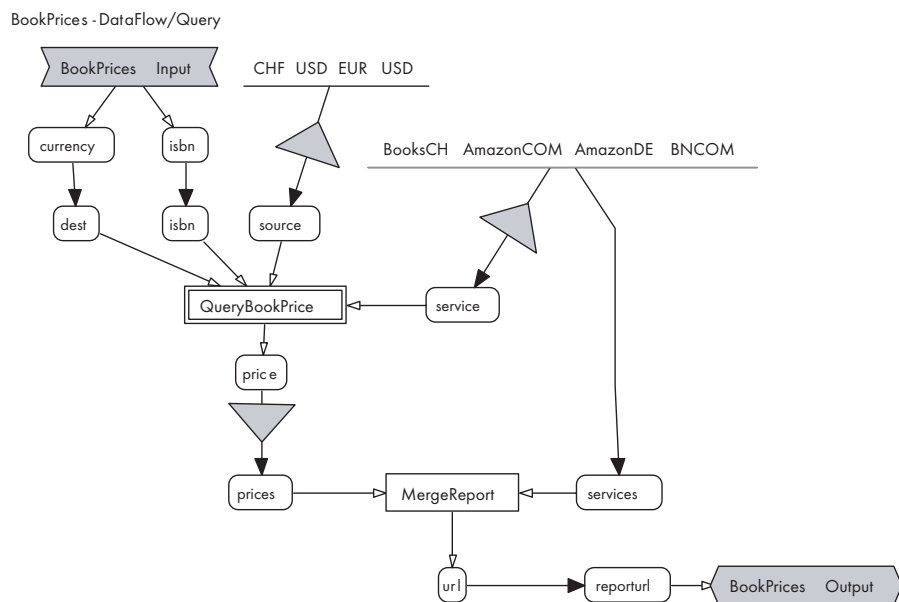 BookPrices - DataFlow/Query
BookPrices Input
CHF USD EUR USD
currency
isbn
BooksCH AmazonCOM AmazonDE BNCOM
dest
isbn
source
QueryBookPrice
service
price
prices
MergeReport
services
url
reporturl
BookPrices Output